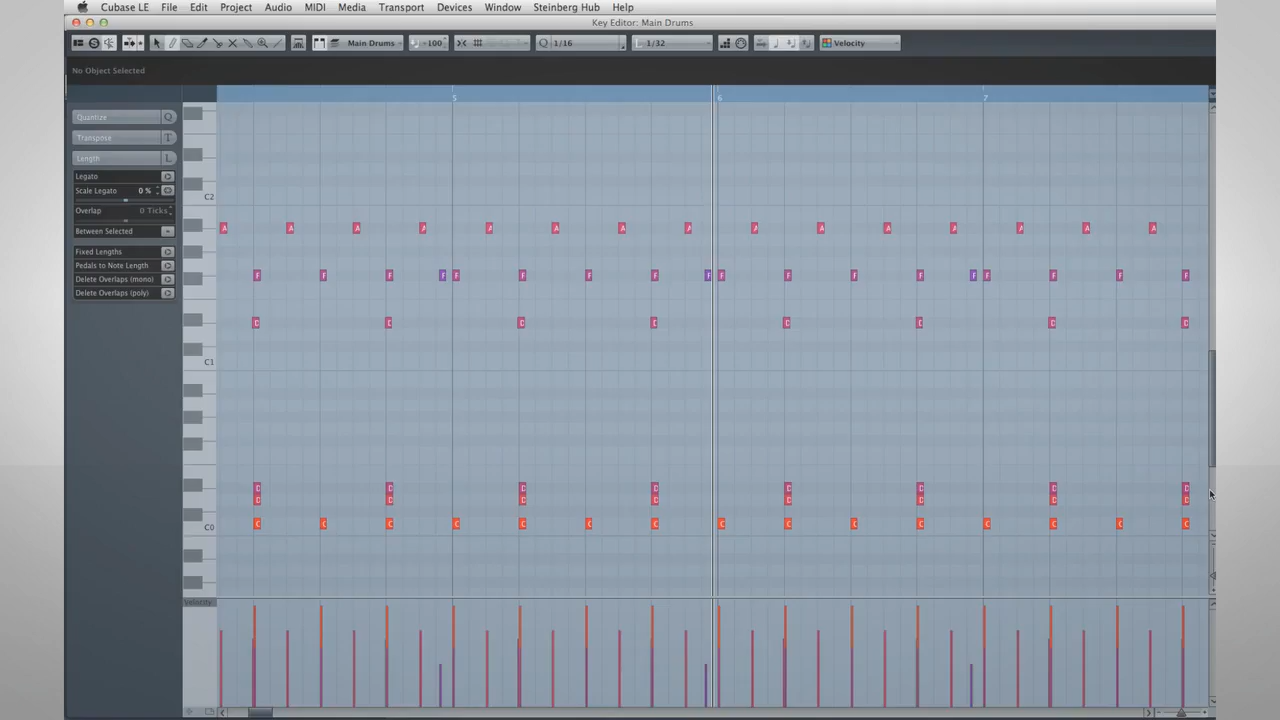 Cubase LE File Edit Project Audio MIDI Media Transport Devices Window Steinberg Hub Help
Key Editor: Main Drums
Main Drums 100 Q 1/16 L 1/32 Velocity
No Object Selected
5 6 7
Quantize Q
Transpose T
Length L
Legato
Scale Legato 0 %
Overlap 0 Ticks
Between Selected
Fixed Lengths
Pedals to Note Length
Delete Overlaps (mono)
Delete Overlaps (poly)
C2
A A A A A A A A A A A A A A A
F F F F F F F F F F F F F F F F F F
D D D D D D D D
C1
D D D D D D D D
D D D D D D D D
C0 C C C C C C C C C C C C C C C
Velocity